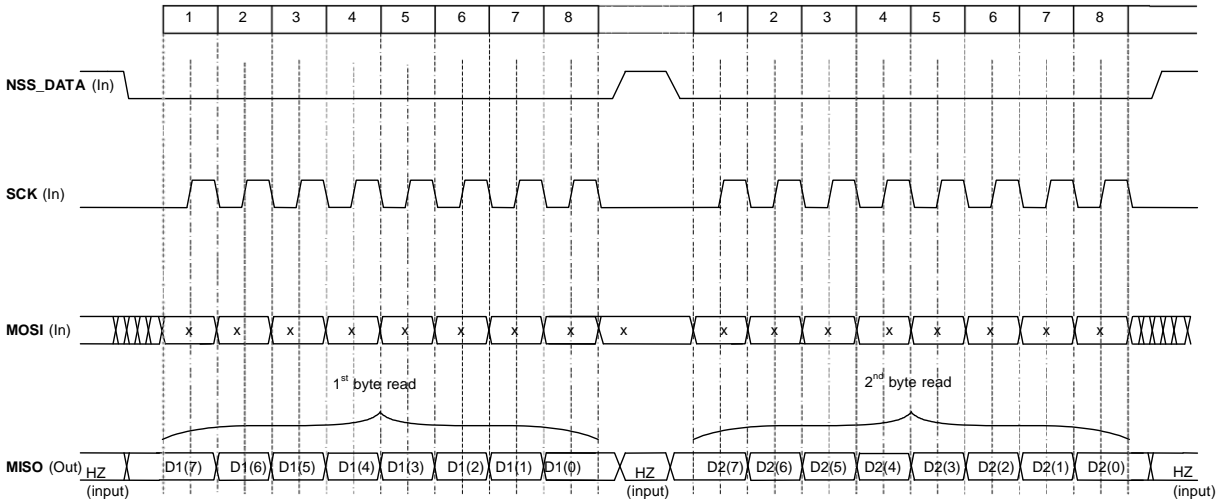 1 2 3 4 5 6 7 8 1 2 3 4 5 6 7 8
NSS_DATA (In)
SCK (In)
MOSI (In) x x x x x x x x x x x x x x x x x
1st byte read 2nd byte read
MISO (Out) HZ D1(7) D1(6) D1(5) D1(4) D1(3) D1(2) D1(1) D1(0) HZ D2(7) D2(6) D2(5) D2(4) D2(3) D2(2) D2(1) D2(0) HZ
(input) (input) (input)